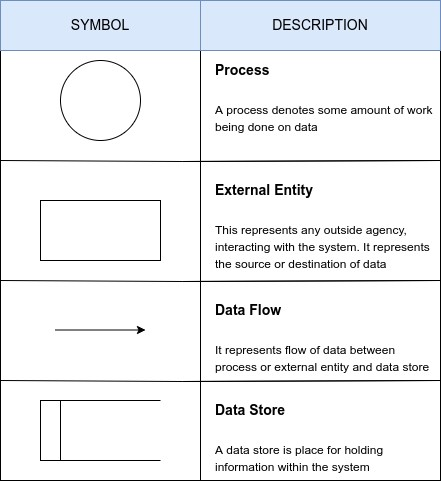 SYMBOL
DESCRIPTION
Process
A process denotes some amount of work
being done on data
External Entity
This represents any outside agency,
interacting with the system. It represents
the source or destination of data
Data Flow
It represents flow of data between
process or external entity and data store
Data Store
A data store is place for holding
information within the system